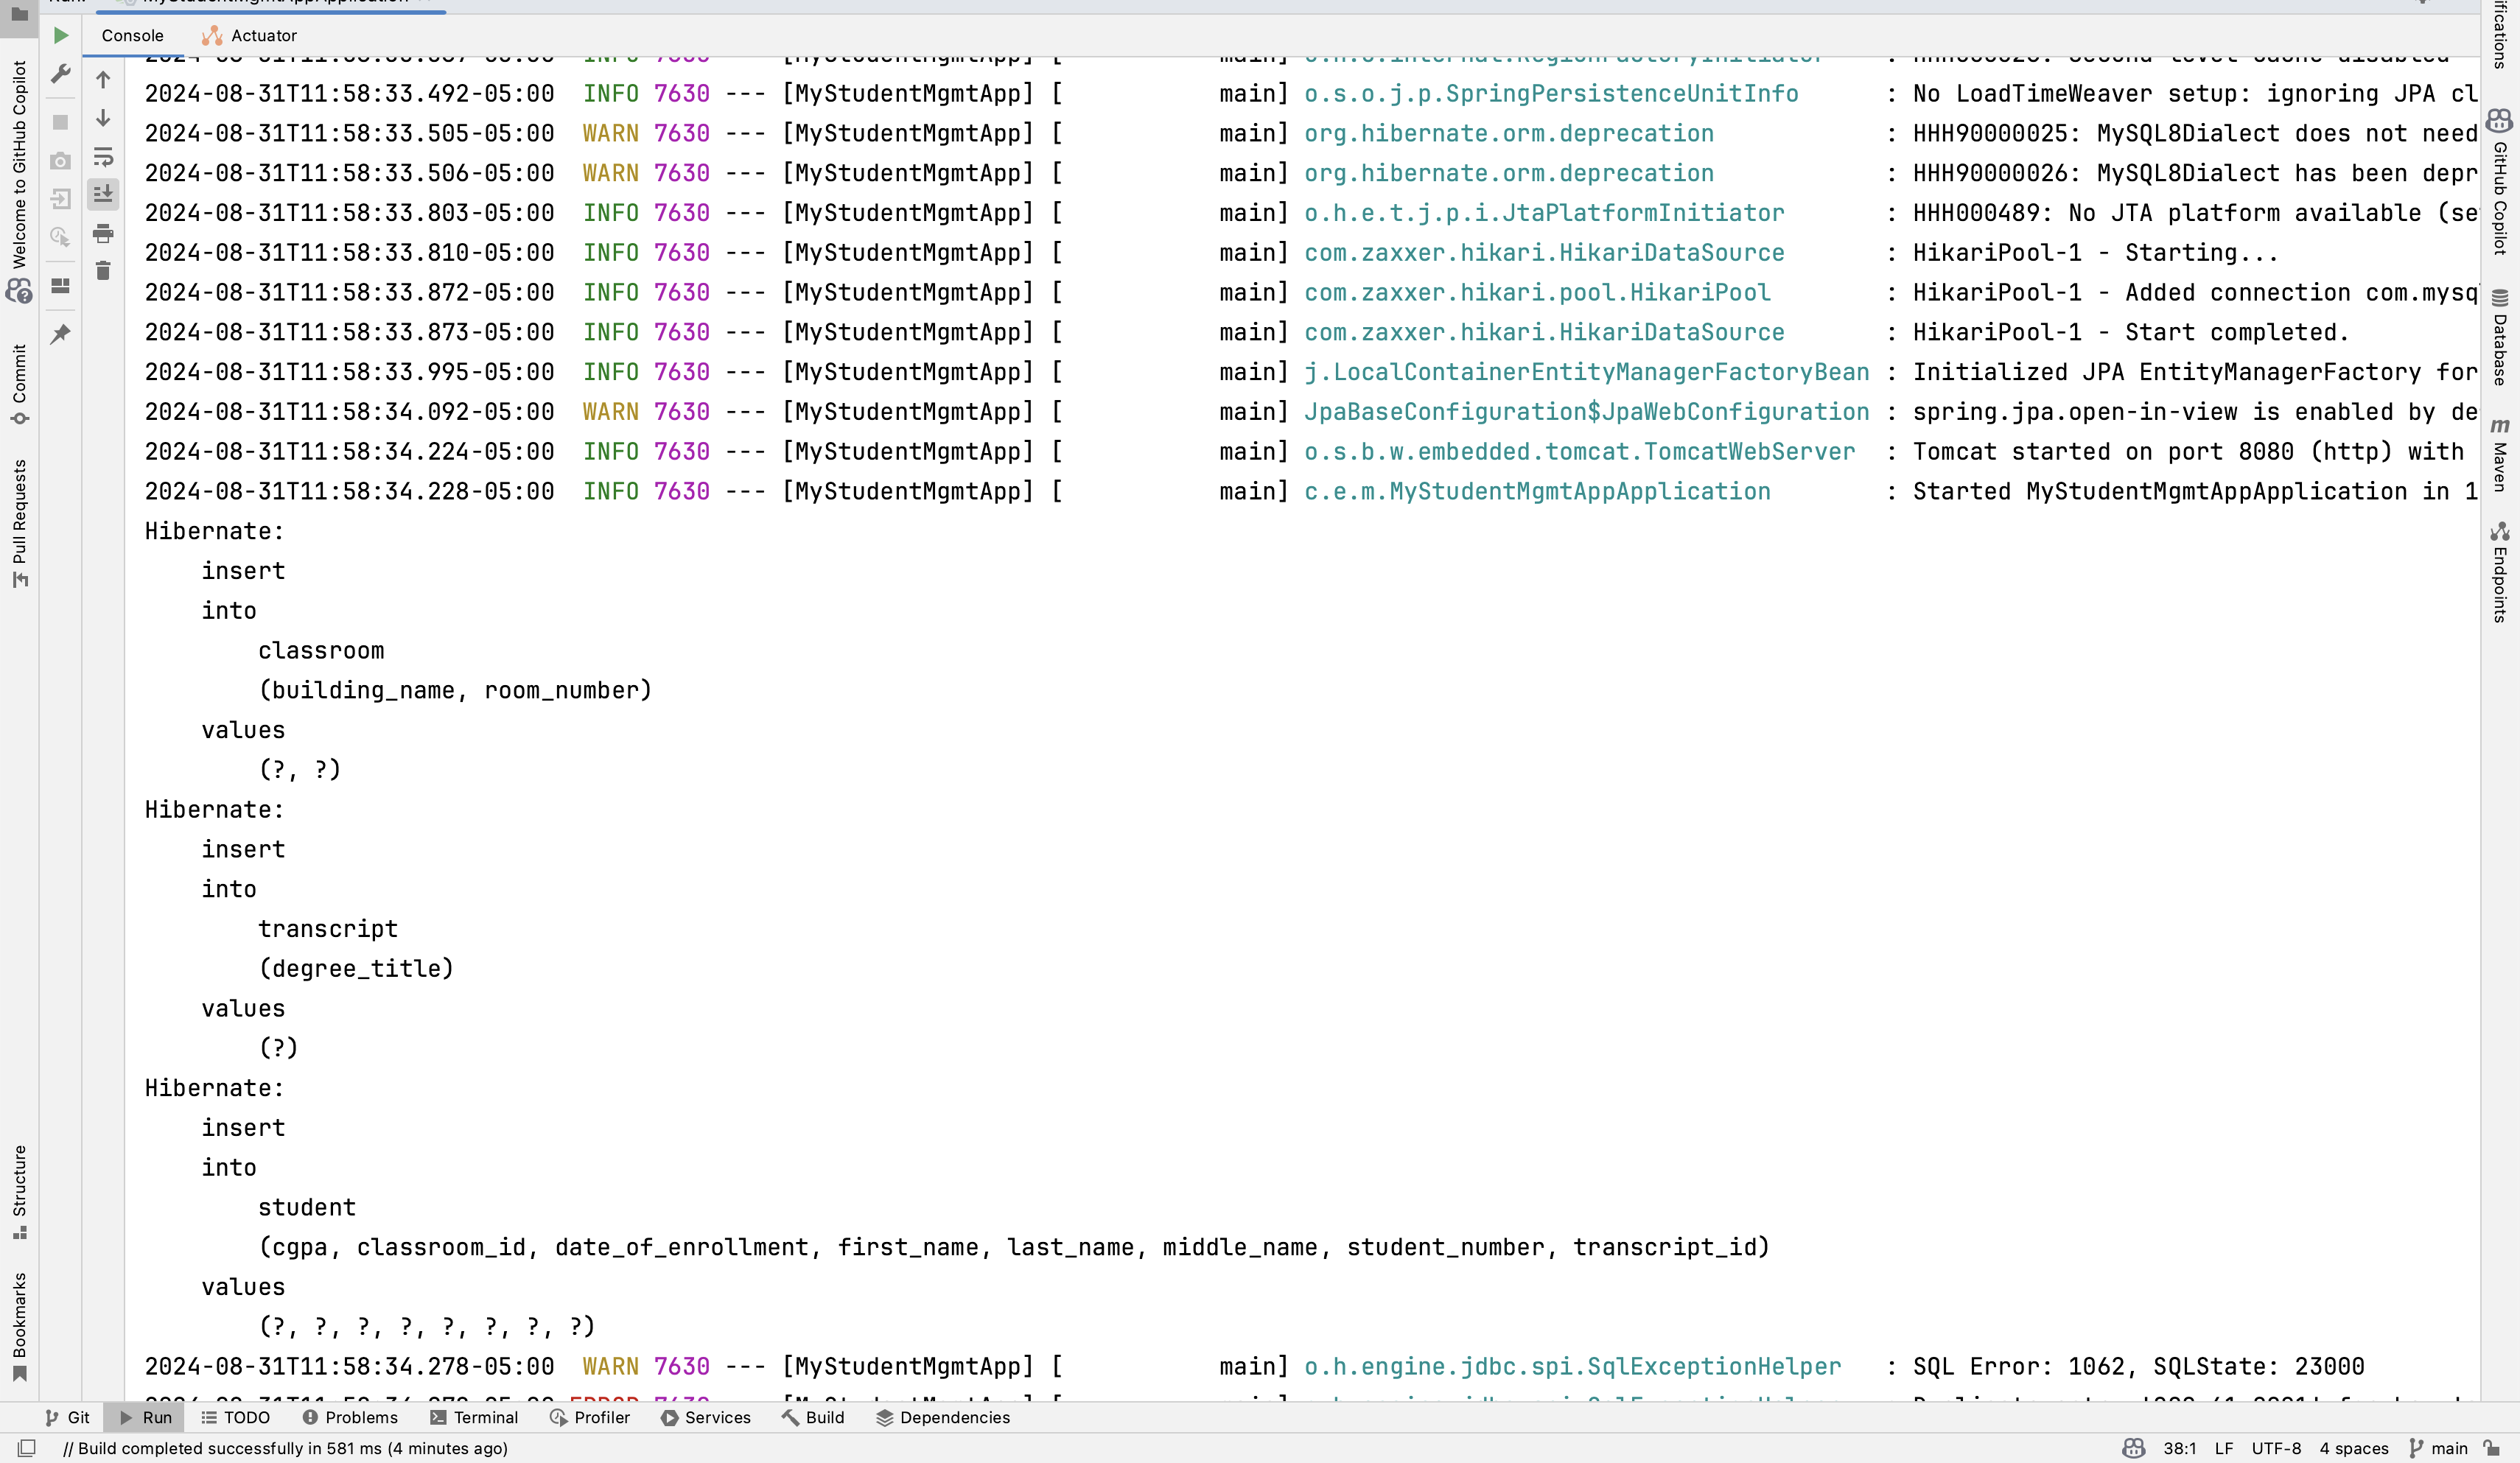 Run:
MyStudentMgmtAppApplication
Console
Actuator
2024-08-31T11:58:33.492-05:00  INFO 7630 --- [MyStudentMgmtApp] [           main] o.s.o.j.p.SpringPersistenceUnitInfo      : No LoadTimeWeaver setup: ignoring JPA cl
2024-08-31T11:58:33.505-05:00  WARN 7630 --- [MyStudentMgmtApp] [           main] org.hibernate.orm.deprecation            : HHH90000025: MySQL8Dialect does not need
2024-08-31T11:58:33.506-05:00  WARN 7630 --- [MyStudentMgmtApp] [           main] org.hibernate.orm.deprecation            : HHH90000026: MySQL8Dialect has been depr
2024-08-31T11:58:33.803-05:00  INFO 7630 --- [MyStudentMgmtApp] [           main] o.h.e.t.j.p.i.JtaPlatformInitiator       : HHH000489: No JTA platform available (se
2024-08-31T11:58:33.810-05:00  INFO 7630 --- [MyStudentMgmtApp] [           main] com.zaxxer.hikari.HikariDataSource       : HikariPool-1 - Starting...
2024-08-31T11:58:33.872-05:00  INFO 7630 --- [MyStudentMgmtApp] [           main] com.zaxxer.hikari.pool.HikariPool        : HikariPool-1 - Added connection com.mysq
2024-08-31T11:58:33.873-05:00  INFO 7630 --- [MyStudentMgmtApp] [           main] com.zaxxer.hikari.HikariDataSource       : HikariPool-1 - Start completed.
2024-08-31T11:58:33.995-05:00  INFO 7630 --- [MyStudentMgmtApp] [           main] j.LocalContainerEntityManagerFactoryBean : Initialized JPA EntityManagerFactory for
2024-08-31T11:58:34.092-05:00  WARN 7630 --- [MyStudentMgmtApp] [           main] JpaBaseConfiguration$JpaWebConfiguration : spring.jpa.open-in-view is enabled by de
2024-08-31T11:58:34.224-05:00  INFO 7630 --- [MyStudentMgmtApp] [           main] o.s.b.w.embedded.tomcat.TomcatWebServer  : Tomcat started on port 8080 (http) with
2024-08-31T11:58:34.228-05:00  INFO 7630 --- [MyStudentMgmtApp] [           main] c.e.m.MyStudentMgmtAppApplication        : Started MyStudentMgmtAppApplication in 1
Hibernate:
    insert
    into
        classroom
        (building_name, room_number)
    values
        (?, ?)
Hibernate:
    insert
    into
        transcript
        (degree_title)
    values
        (?)
Hibernate:
    insert
    into
        student
        (cgpa, classroom_id, date_of_enrollment, first_name, last_name, middle_name, student_number, transcript_id)
    values
        (?, ?, ?, ?, ?, ?, ?, ?)
2024-08-31T11:58:34.278-05:00  WARN 7630 --- [MyStudentMgmtApp] [           main] o.h.engine.jdbc.spi.SqlExceptionHelper   : SQL Error: 1062, SQLState: 23000
Welcome to GitHub Copilot
Commit
Pull Requests
Structure
Bookmarks
GitHub Copilot
Database
m Maven
Endpoints
Git
Run
TODO
Problems
Terminal
Profiler
Services
Build
Dependencies
// Build completed successfully in 581 ms (4 minutes ago)
38:1
LF
UTF-8
4 spaces
main